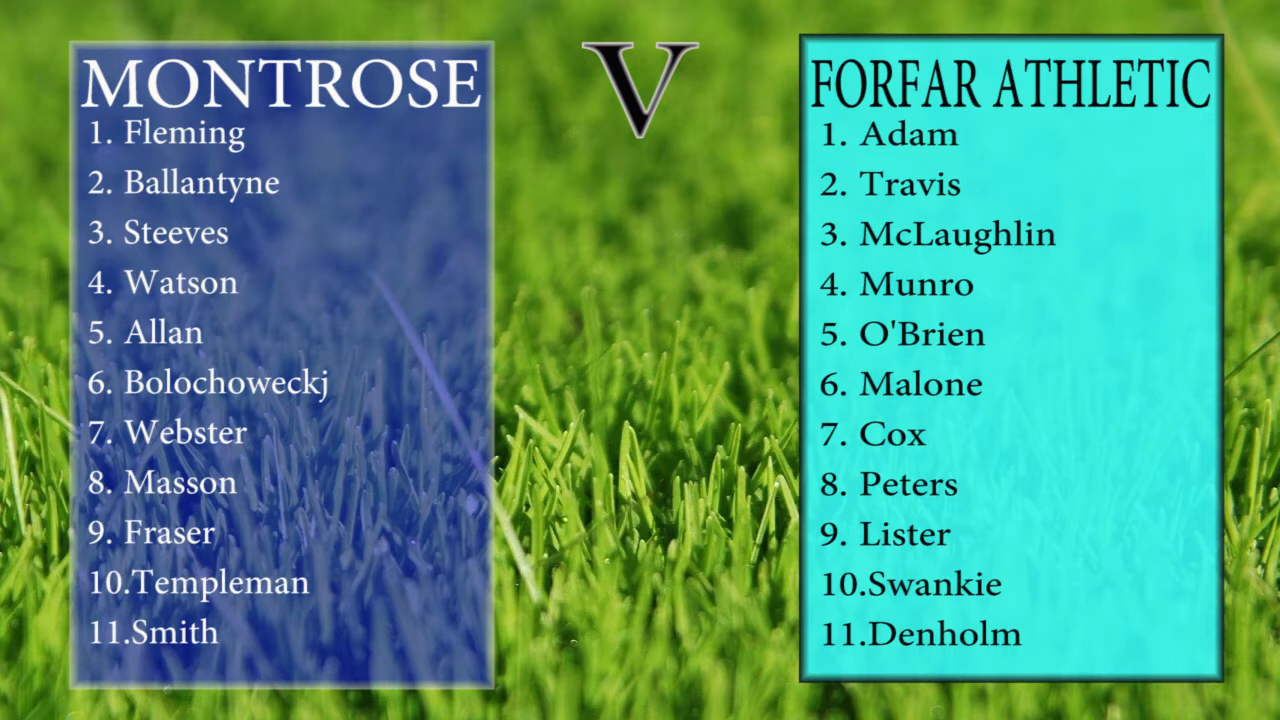 MONTROSE
1. Fleming
2. Ballantyne
3. Steeves
4. Watson
5. Allan
6. Bolochoweckj
7. Webster
8. Masson
9. Fraser
10.Templeman
11.Smith
V
FORFAR ATHLETIC
1. Adam
2. Travis
3. McLaughlin
4. Munro
5. O'Brien
6. Malone
7. Cox
8. Peters
9. Lister
10.Swankie
11.Denholm